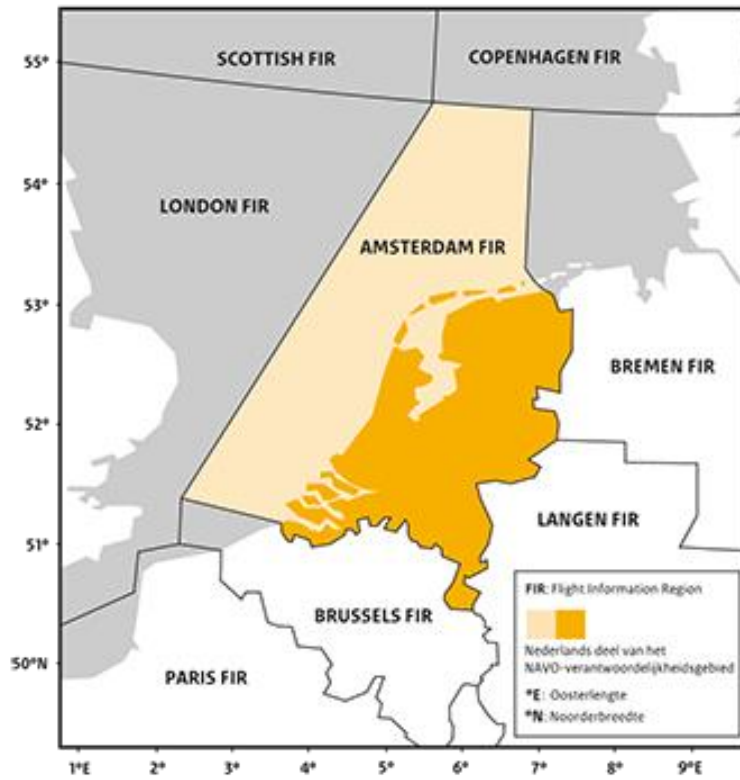 SCOTTISH FIR
COPENHAGEN FIR
55°
54°
LONDON FIR
AMSTERDAM FIR
53°
BREMEN FIR
52°
LANGEN FIR
51°
FIR: Flight Information Region
BRUSSELS FIR
Nederlands deel van het
NAVO-verantwoordelijkheidsgebied
50°N
PARIS FIR
°E: Oosterlengte
°N: Noorderbreedte
1°E 2° 3° 4° 5° 6° 7° 8° 9°E